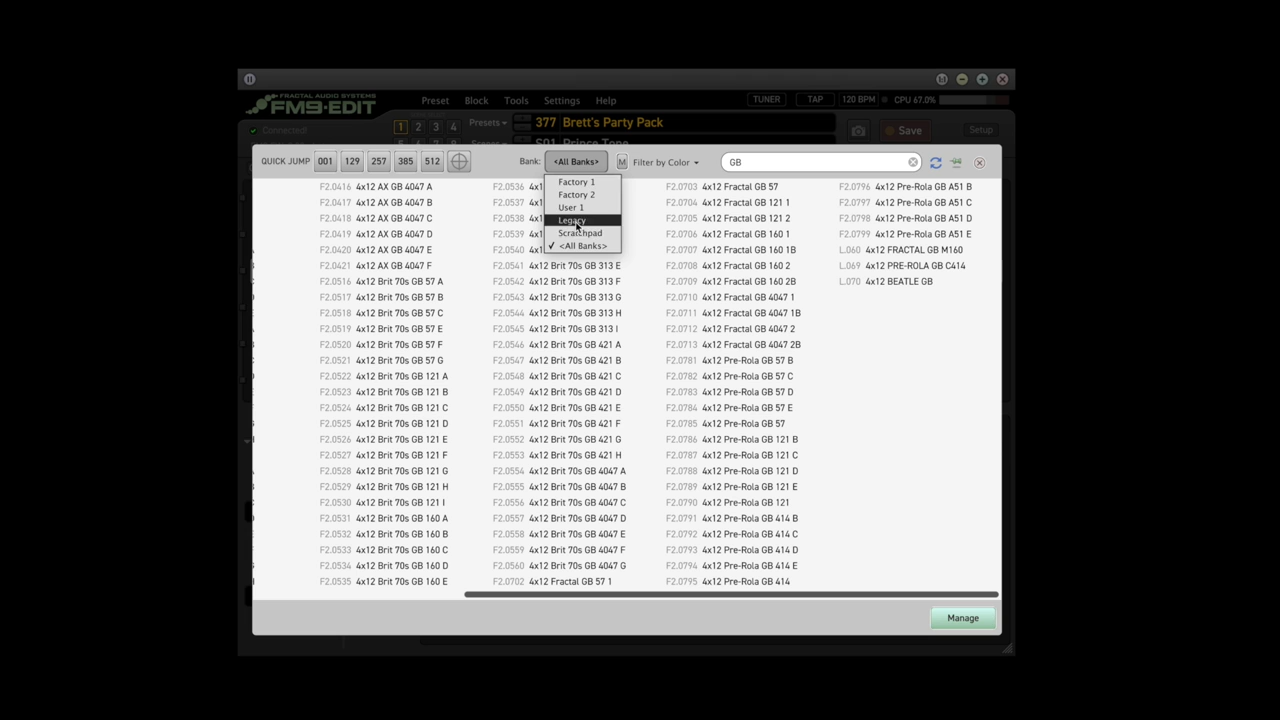 FRACTAL AUDIO SYSTEMS
FM9-EDIT
Preset Block Tools Settings Help
TUNER TAP 120 BPM CPU 67.0%
Connected!
1 2 3 4
Presets
377 Brett's Party Pack
Save
Setup
S01 Prince Tone
QUICK JUMP 001 129 257 385 512
Bank: <All Banks> M Filter by Color
GB
Factory 1
Factory 2
User 1
Legacy
Scratchpad
✓ <All Banks>
F2.0416 4x12 AX GB 4047 A
F2.0417 4x12 AX GB 4047 B
F2.0418 4x12 AX GB 4047 C
F2.0419 4x12 AX GB 4047 D
F2.0420 4x12 AX GB 4047 E
F2.0421 4x12 AX GB 4047 F
F2.0516 4x12 Brit 70s GB 57 A
F2.0517 4x12 Brit 70s GB 57 B
F2.0518 4x12 Brit 70s GB 57 C
F2.0519 4x12 Brit 70s GB 57 E
F2.0520 4x12 Brit 70s GB 57 F
F2.0521 4x12 Brit 70s GB 57 G
F2.0522 4x12 Brit 70s GB 121 A
F2.0523 4x12 Brit 70s GB 121 B
F2.0524 4x12 Brit 70s GB 121 C
F2.0525 4x12 Brit 70s GB 121 D
F2.0526 4x12 Brit 70s GB 121 E
F2.0527 4x12 Brit 70s GB 121 F
F2.0528 4x12 Brit 70s GB 121 G
F2.0529 4x12 Brit 70s GB 121 H
F2.0530 4x12 Brit 70s GB 121 I
F2.0531 4x12 Brit 70s GB 160 A
F2.0532 4x12 Brit 70s GB 160 B
F2.0533 4x12 Brit 70s GB 160 C
F2.0534 4x12 Brit 70s GB 160 D
F2.0535 4x12 Brit 70s GB 160 E
F2.0536 4x1
F2.0537 4x1
F2.0538 4x1
F2.0539 4x1
F2.0540 4x1
F2.0541 4x12 Brit 70s GB 313 E
F2.0542 4x12 Brit 70s GB 313 F
F2.0543 4x12 Brit 70s GB 313 G
F2.0544 4x12 Brit 70s GB 313 H
F2.0545 4x12 Brit 70s GB 313 I
F2.0546 4x12 Brit 70s GB 421 A
F2.0547 4x12 Brit 70s GB 421 B
F2.0548 4x12 Brit 70s GB 421 C
F2.0549 4x12 Brit 70s GB 421 D
F2.0550 4x12 Brit 70s GB 421 E
F2.0551 4x12 Brit 70s GB 421 F
F2.0552 4x12 Brit 70s GB 421 G
F2.0553 4x12 Brit 70s GB 421 H
F2.0554 4x12 Brit 70s GB 4047 A
F2.0555 4x12 Brit 70s GB 4047 B
F2.0556 4x12 Brit 70s GB 4047 C
F2.0557 4x12 Brit 70s GB 4047 D
F2.0558 4x12 Brit 70s GB 4047 E
F2.0559 4x12 Brit 70s GB 4047 F
F2.0560 4x12 Brit 70s GB 4047 G
F2.0702 4x12 Fractal GB 57 1
F2.0703 4x12 Fractal GB 57
F2.0704 4x12 Fractal GB 121 1
F2.0705 4x12 Fractal GB 121 2
F2.0706 4x12 Fractal GB 160 1
F2.0707 4x12 Fractal GB 160 1B
F2.0708 4x12 Fractal GB 160 2
F2.0709 4x12 Fractal GB 160 2B
F2.0710 4x12 Fractal GB 4047 1
F2.0711 4x12 Fractal GB 4047 1B
F2.0712 4x12 Fractal GB 4047 2
F2.0713 4x12 Fractal GB 4047 2B
F2.0781 4x12 Pre-Rola GB 57 B
F2.0782 4x12 Pre-Rola GB 57 C
F2.0783 4x12 Pre-Rola GB 57 D
F2.0784 4x12 Pre-Rola GB 57 E
F2.0785 4x12 Pre-Rola GB 57
F2.0786 4x12 Pre-Rola GB 121 B
F2.0787 4x12 Pre-Rola GB 121 C
F2.0788 4x12 Pre-Rola GB 121 D
F2.0789 4x12 Pre-Rola GB 121 E
F2.0790 4x12 Pre-Rola GB 121
F2.0791 4x12 Pre-Rola GB 414 B
F2.0792 4x12 Pre-Rola GB 414 C
F2.0793 4x12 Pre-Rola GB 414 D
F2.0794 4x12 Pre-Rola GB 414 E
F2.0795 4x12 Pre-Rola GB 414
F2.0796 4x12 Pre-Rola GB A51 B
F2.0797 4x12 Pre-Rola GB A51 C
F2.0798 4x12 Pre-Rola GB A51 D
F2.0799 4x12 Pre-Rola GB A51 E
L.060 4x12 FRACTAL GB M160
L.069 4x12 PRE-ROLA GB C414
L.070 4x12 BEATLE GB
Manage